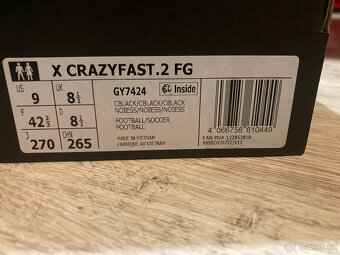 X CRAZYFAST.2 FG
US 9 UK 8½ GY7424 Inside
CBLACK/CBLACK/CBLACK
NOIESS/NOIESS/NOIESS
F 42⅔ D 8½
FOOTBALL/SOCCER
FOOTBALL
J 270 CHN 265
MADE IN VIETNAM
FABRIQUÉ AU VIETNAM
4 066756 610449